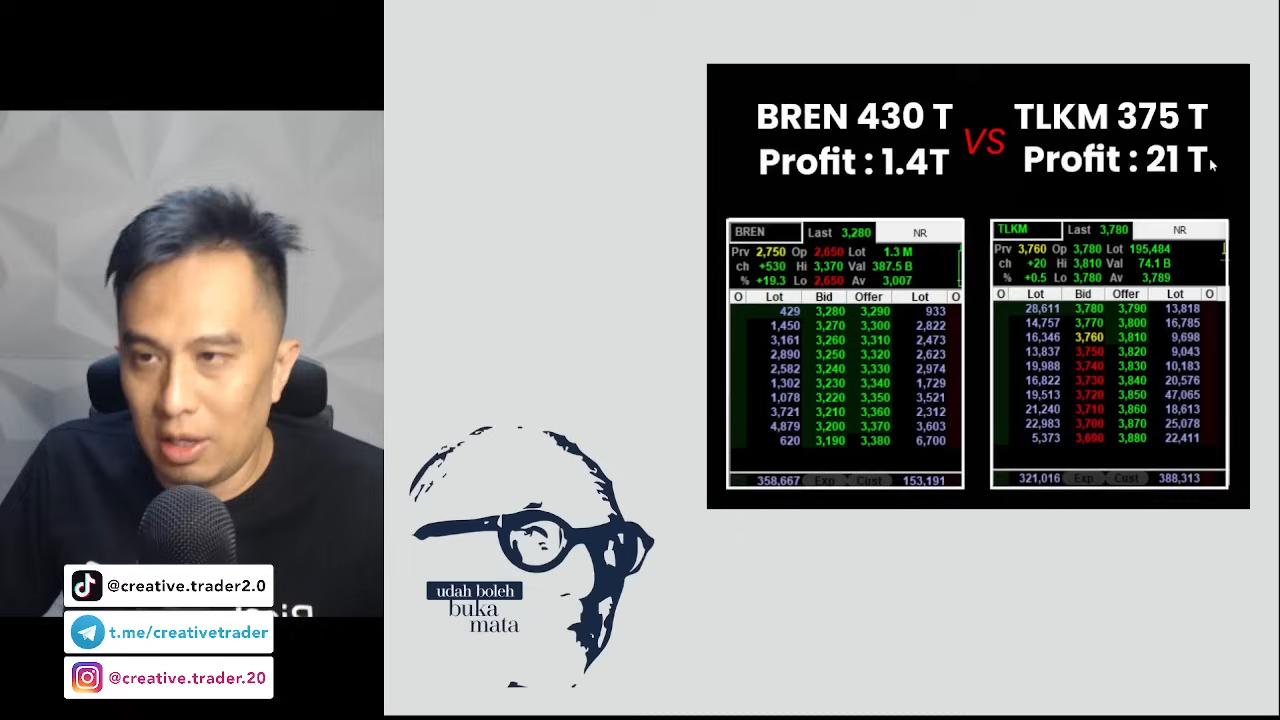 BREN 430 T
Profit : 1.4T
VS
TLKM 375 T
Profit : 21 T
BREN Last 3,280 NR
Prv 2,750 Op 2,650 Lot 1.3 M
ch +530 Hi 3,370 Val 387.5 B
% +19.3 Lo 2,650 Av 3,007
O Lot Bid Offer Lot O
429 3,280 3,290 933
1,450 3,270 3,300 2,822
3,161 3,260 3,310 2,473
2,890 3,250 3,320 2,623
2,582 3,240 3,330 2,974
1,302 3,230 3,340 1,729
1,078 3,220 3,350 3,521
3,721 3,210 3,360 2,312
4,879 3,200 3,370 3,603
620 3,190 3,380 6,700
358,667 Exp Cust 153,191
TLKM Last 3,780 NR
Prv 3,760 Op 3,780 Lot 195,484
ch +20 Hi 3,810 Val 74.1 B
% +0.5 Lo 3,780 Av 3,789
O Lot Bid Offer Lot O
28,611 3,780 3,790 13,818
14,757 3,770 3,800 16,785
16,346 3,760 3,810 9,698
13,837 3,750 3,820 9,043
19,988 3,740 3,830 10,183
16,822 3,730 3,840 20,576
19,513 3,720 3,850 47,065
21,240 3,710 3,860 18,613
22,983 3,700 3,870 25,078
5,373 3,690 3,880 22,411
321,016 Exp Cust 388,313
udah boleh
buka
mata
@creative.trader2.0
t.me/creativetrader
@creative.trader.20